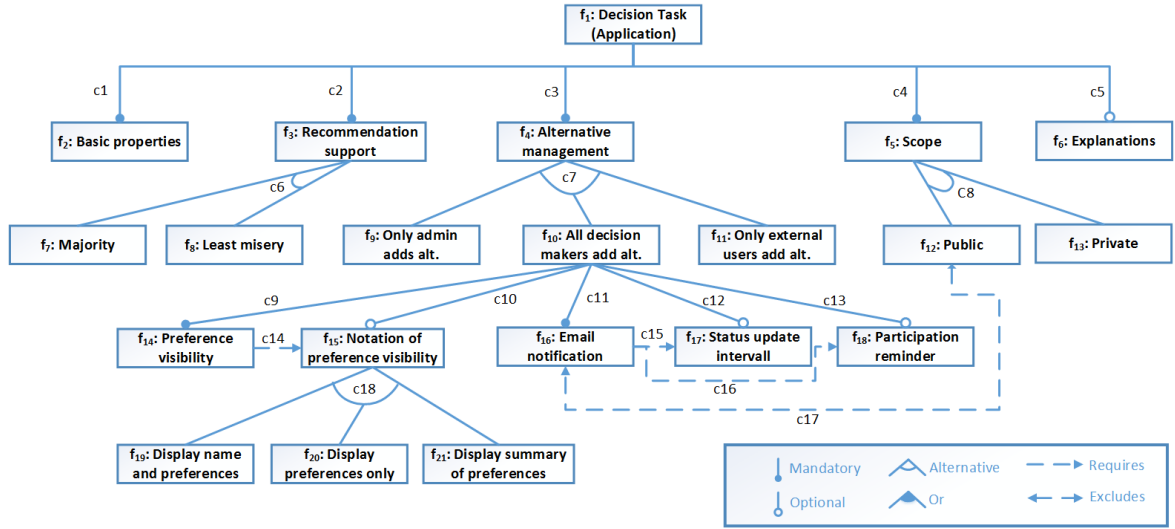 f1: Decision Task
(Application)
c1
c2
c3
c4
c5
f2: Basic properties
f3: Recommendation
support
f4: Alternative
management
f5: Scope
f6: Explanations
c6
c7
C8
f7: Majority
f8: Least misery
f9: Only admin
adds alt.
f10: All decision
makers add alt.
f11: Only external
users add alt.
f12: Public
f13: Private
c9
c10
c11
c12
c13
f14: Preference
visibility
c14
f15: Notation of
preference visibility
f16: Email
notification
c15
f17: Status update
intervall
f18: Participation
reminder
c16
c17
c18
f19: Display name
and preferences
f20: Display
preferences only
f21: Display summary
of preferences
Mandatory
Alternative
Requires
Optional
Or
Excludes